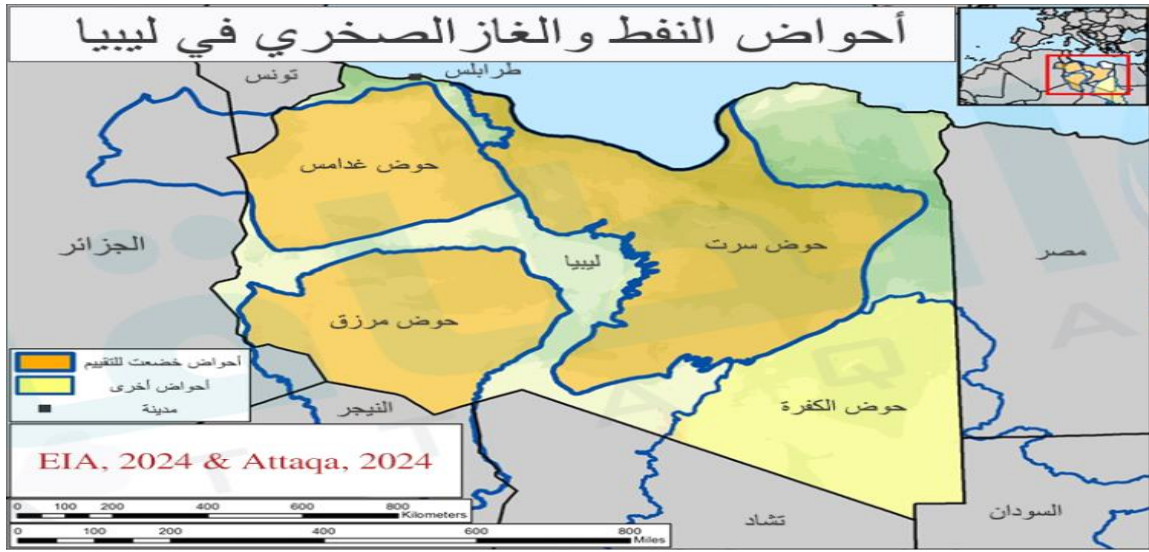 أحواض النفط والغاز الصخري في ليبيا
طرابلس
تونس
حوض غدامس
الجزائر
ليبيا
حوض سرت
مصر
حوض مرزق
حوض الكفرة
أحواض خضعت للتقييم
أحواض أخرى
مدينة
النيجر
تشاد
السودان
EIA, 2024 & Attaqa, 2024
0 100 200 400 600 800
Kilometers
0 100 200 400 600 800
Miles